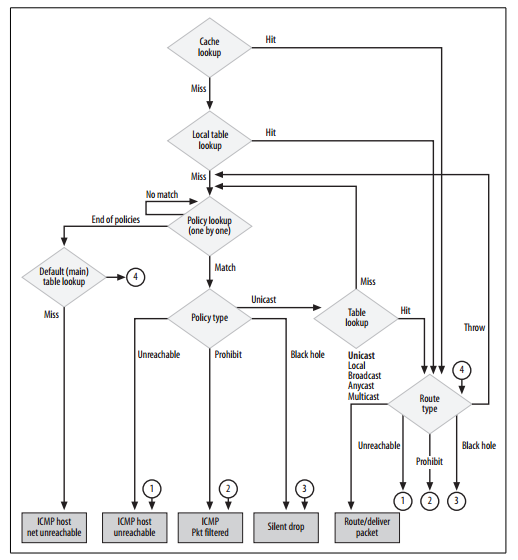 Cache
lookup
Hit
Miss
Local table
lookup
Hit
Miss
No match
End of policies
Policy lookup
(one by one)
Default (main)
table lookup
4
Match
Miss
Unicast
Miss
Policy type
Table
lookup
Hit
Throw
Miss
Unreachable
Prohibit
Black hole
Unicast
Local
Broadcast
Anycast
Multicast
4
Route
type
Unreachable
Prohibit
Black hole
1
2
3
1
2
3
ICMP host
net unreachable
ICMP host
unreachable
ICMP
Pkt filtered
Silent drop
Route/deliver
packet